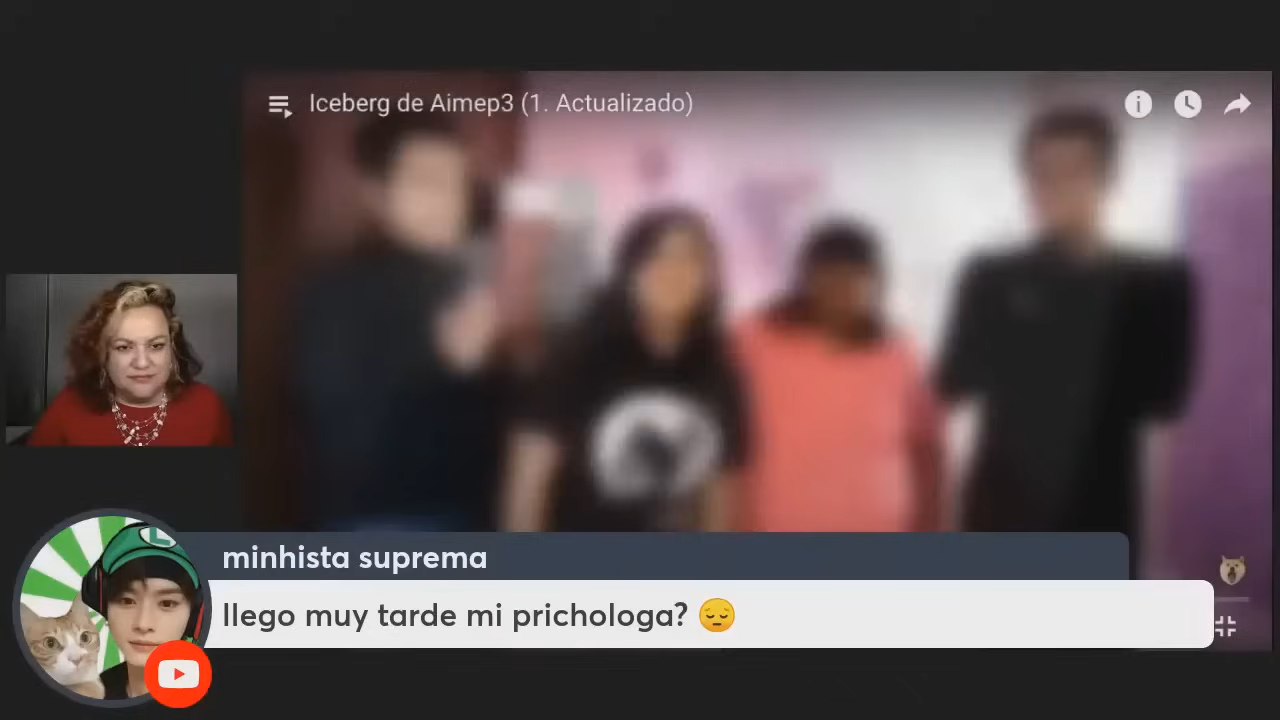 Iceberg de Aimep3 (1. Actualizado)
minhista suprema
llego muy tarde mi prichologa? 😔